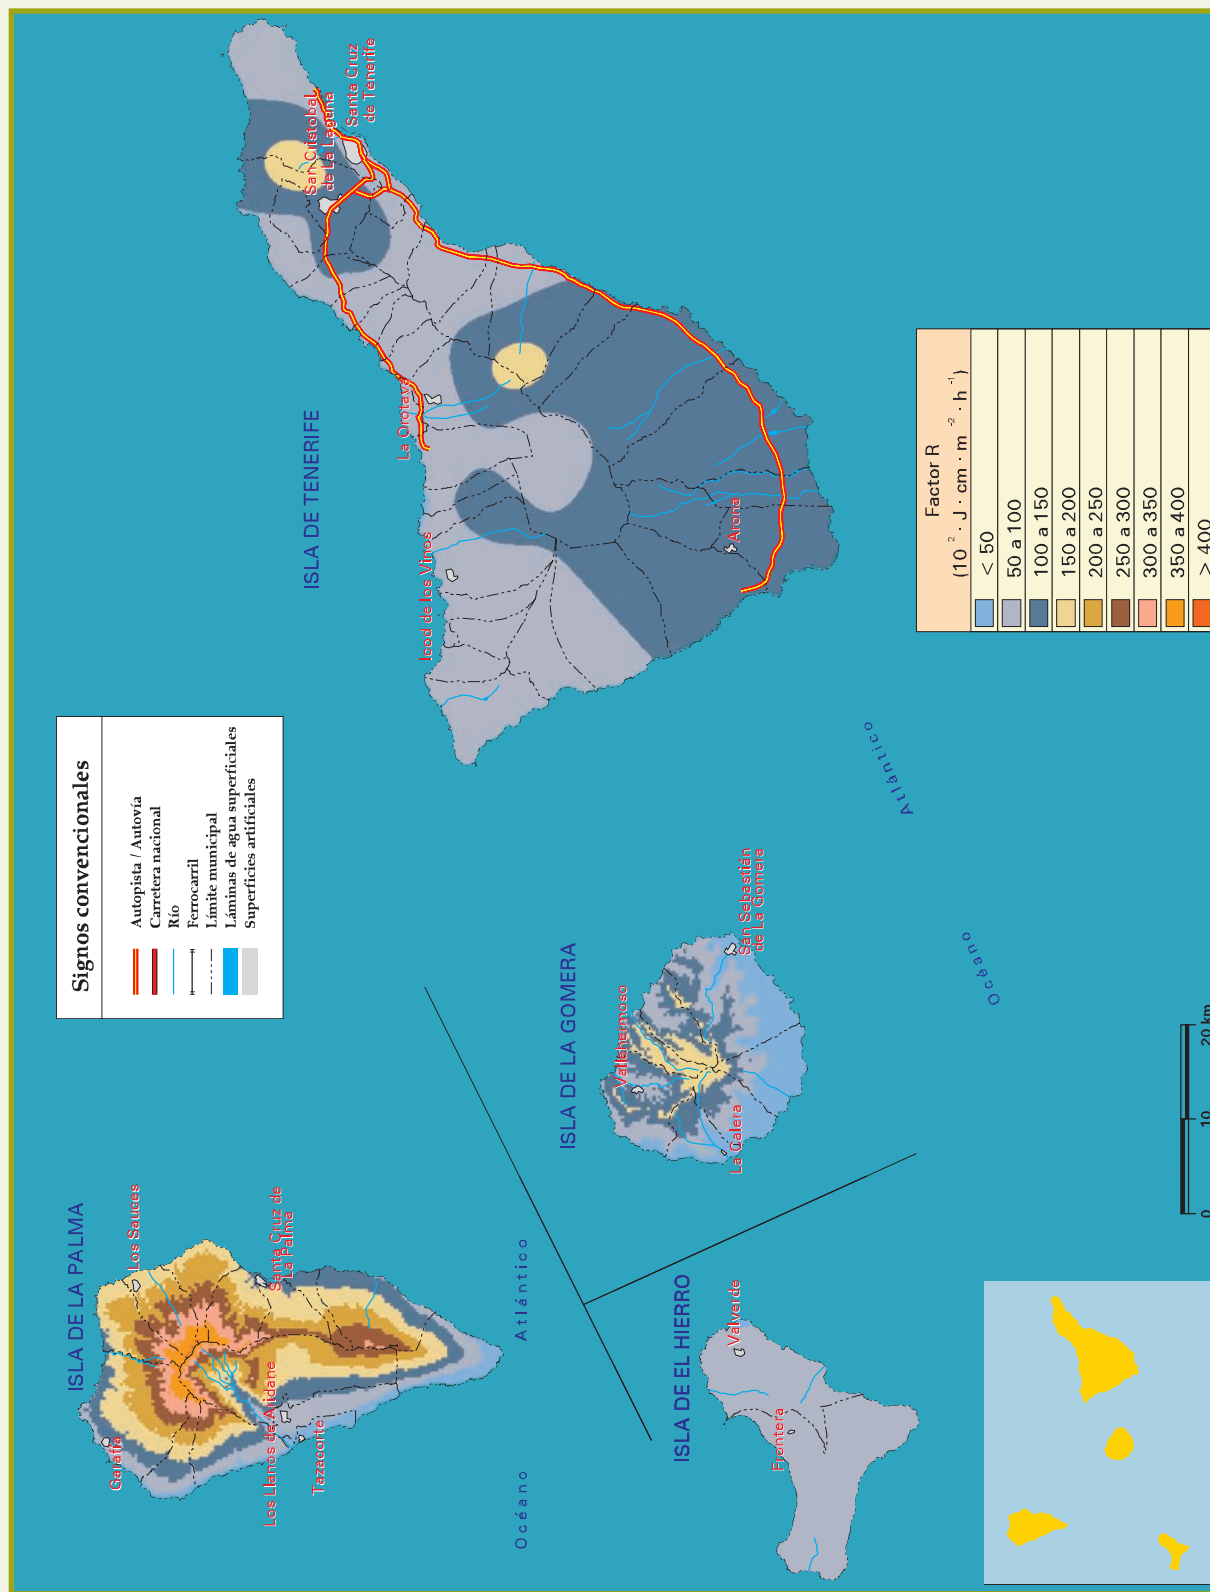 ISLA DE LA PALMA
Los Sauces
Santa Cruz de
La Palma
Garafía
Los Llanos de Aridane
Tazacorte
Signos convencionales
Autopista / Autovía
Carretera nacional
Río
Ferrocarril
Límite municipal
Láminas de agua superficiales
Superficies artificiales
ISLA DE TENERIFE
San Cristobal
de La Laguna
Santa Cruz
de Tenerife
La Orotava
Icod de los Vinos
Arona
ISLA DE LA GOMERA
Vallehermoso
San Sebastián
de La Gomera
La Calera
ISLA DE EL HIERRO
Valverde
Frontera
Océano Atlántico
Océano Atlántico
Factor R
(10² · J · cm · m⁻² · h⁻¹)
< 50
50 a 100
100 a 150
150 a 200
200 a 250
250 a 300
300 a 350
350 a 400
> 400
0 10 20 km